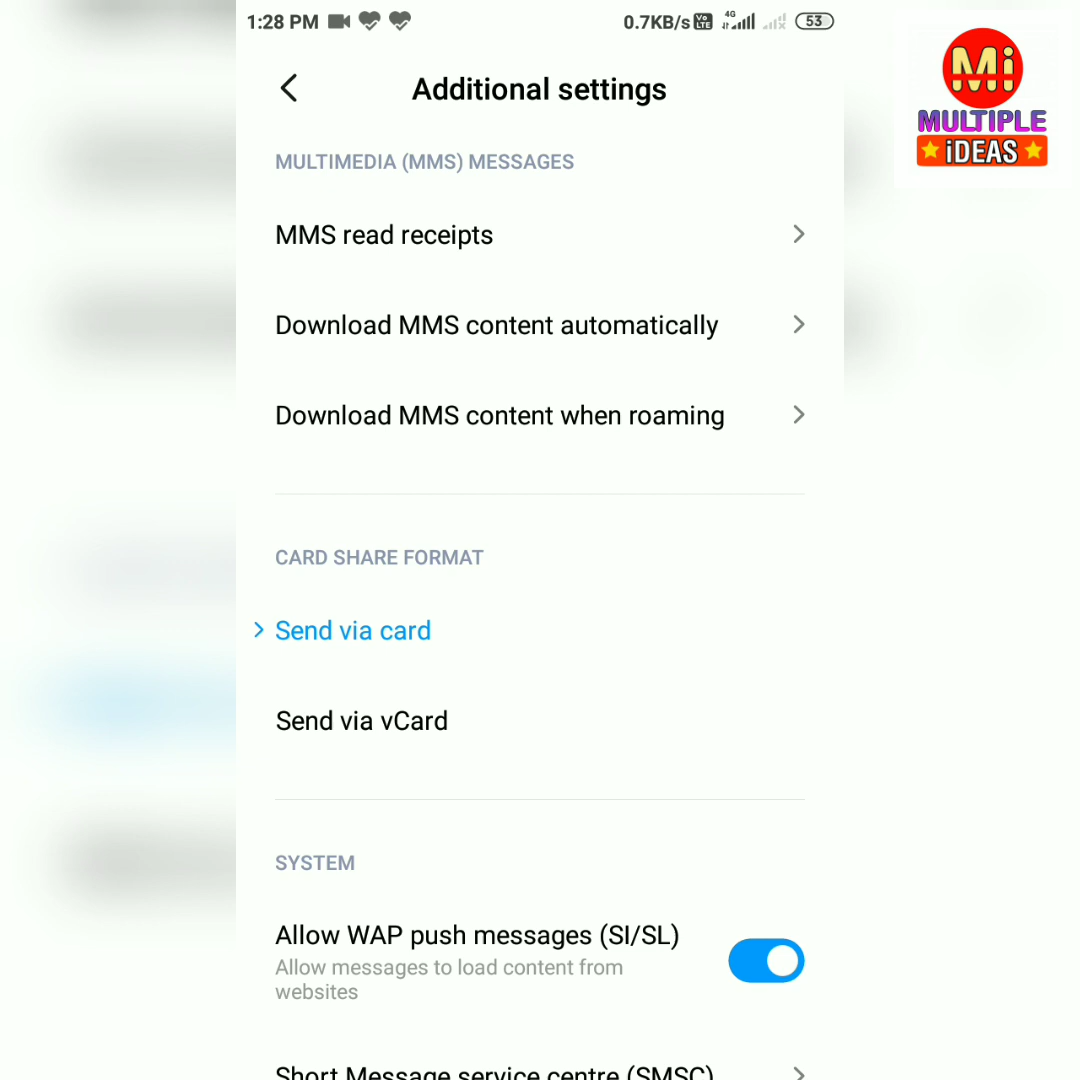 1:28 PM 0.7KB/s Vo LTE 4G 53
Mi
MULTIPLE
iDEAS
Additional settings
MULTIMEDIA (MMS) MESSAGES
MMS read receipts
Download MMS content automatically
Download MMS content when roaming
CARD SHARE FORMAT
Send via card
Send via vCard
SYSTEM
Allow WAP push messages (SI/SL)
Allow messages to load content from
websites
Short Message service centre (SMSC)